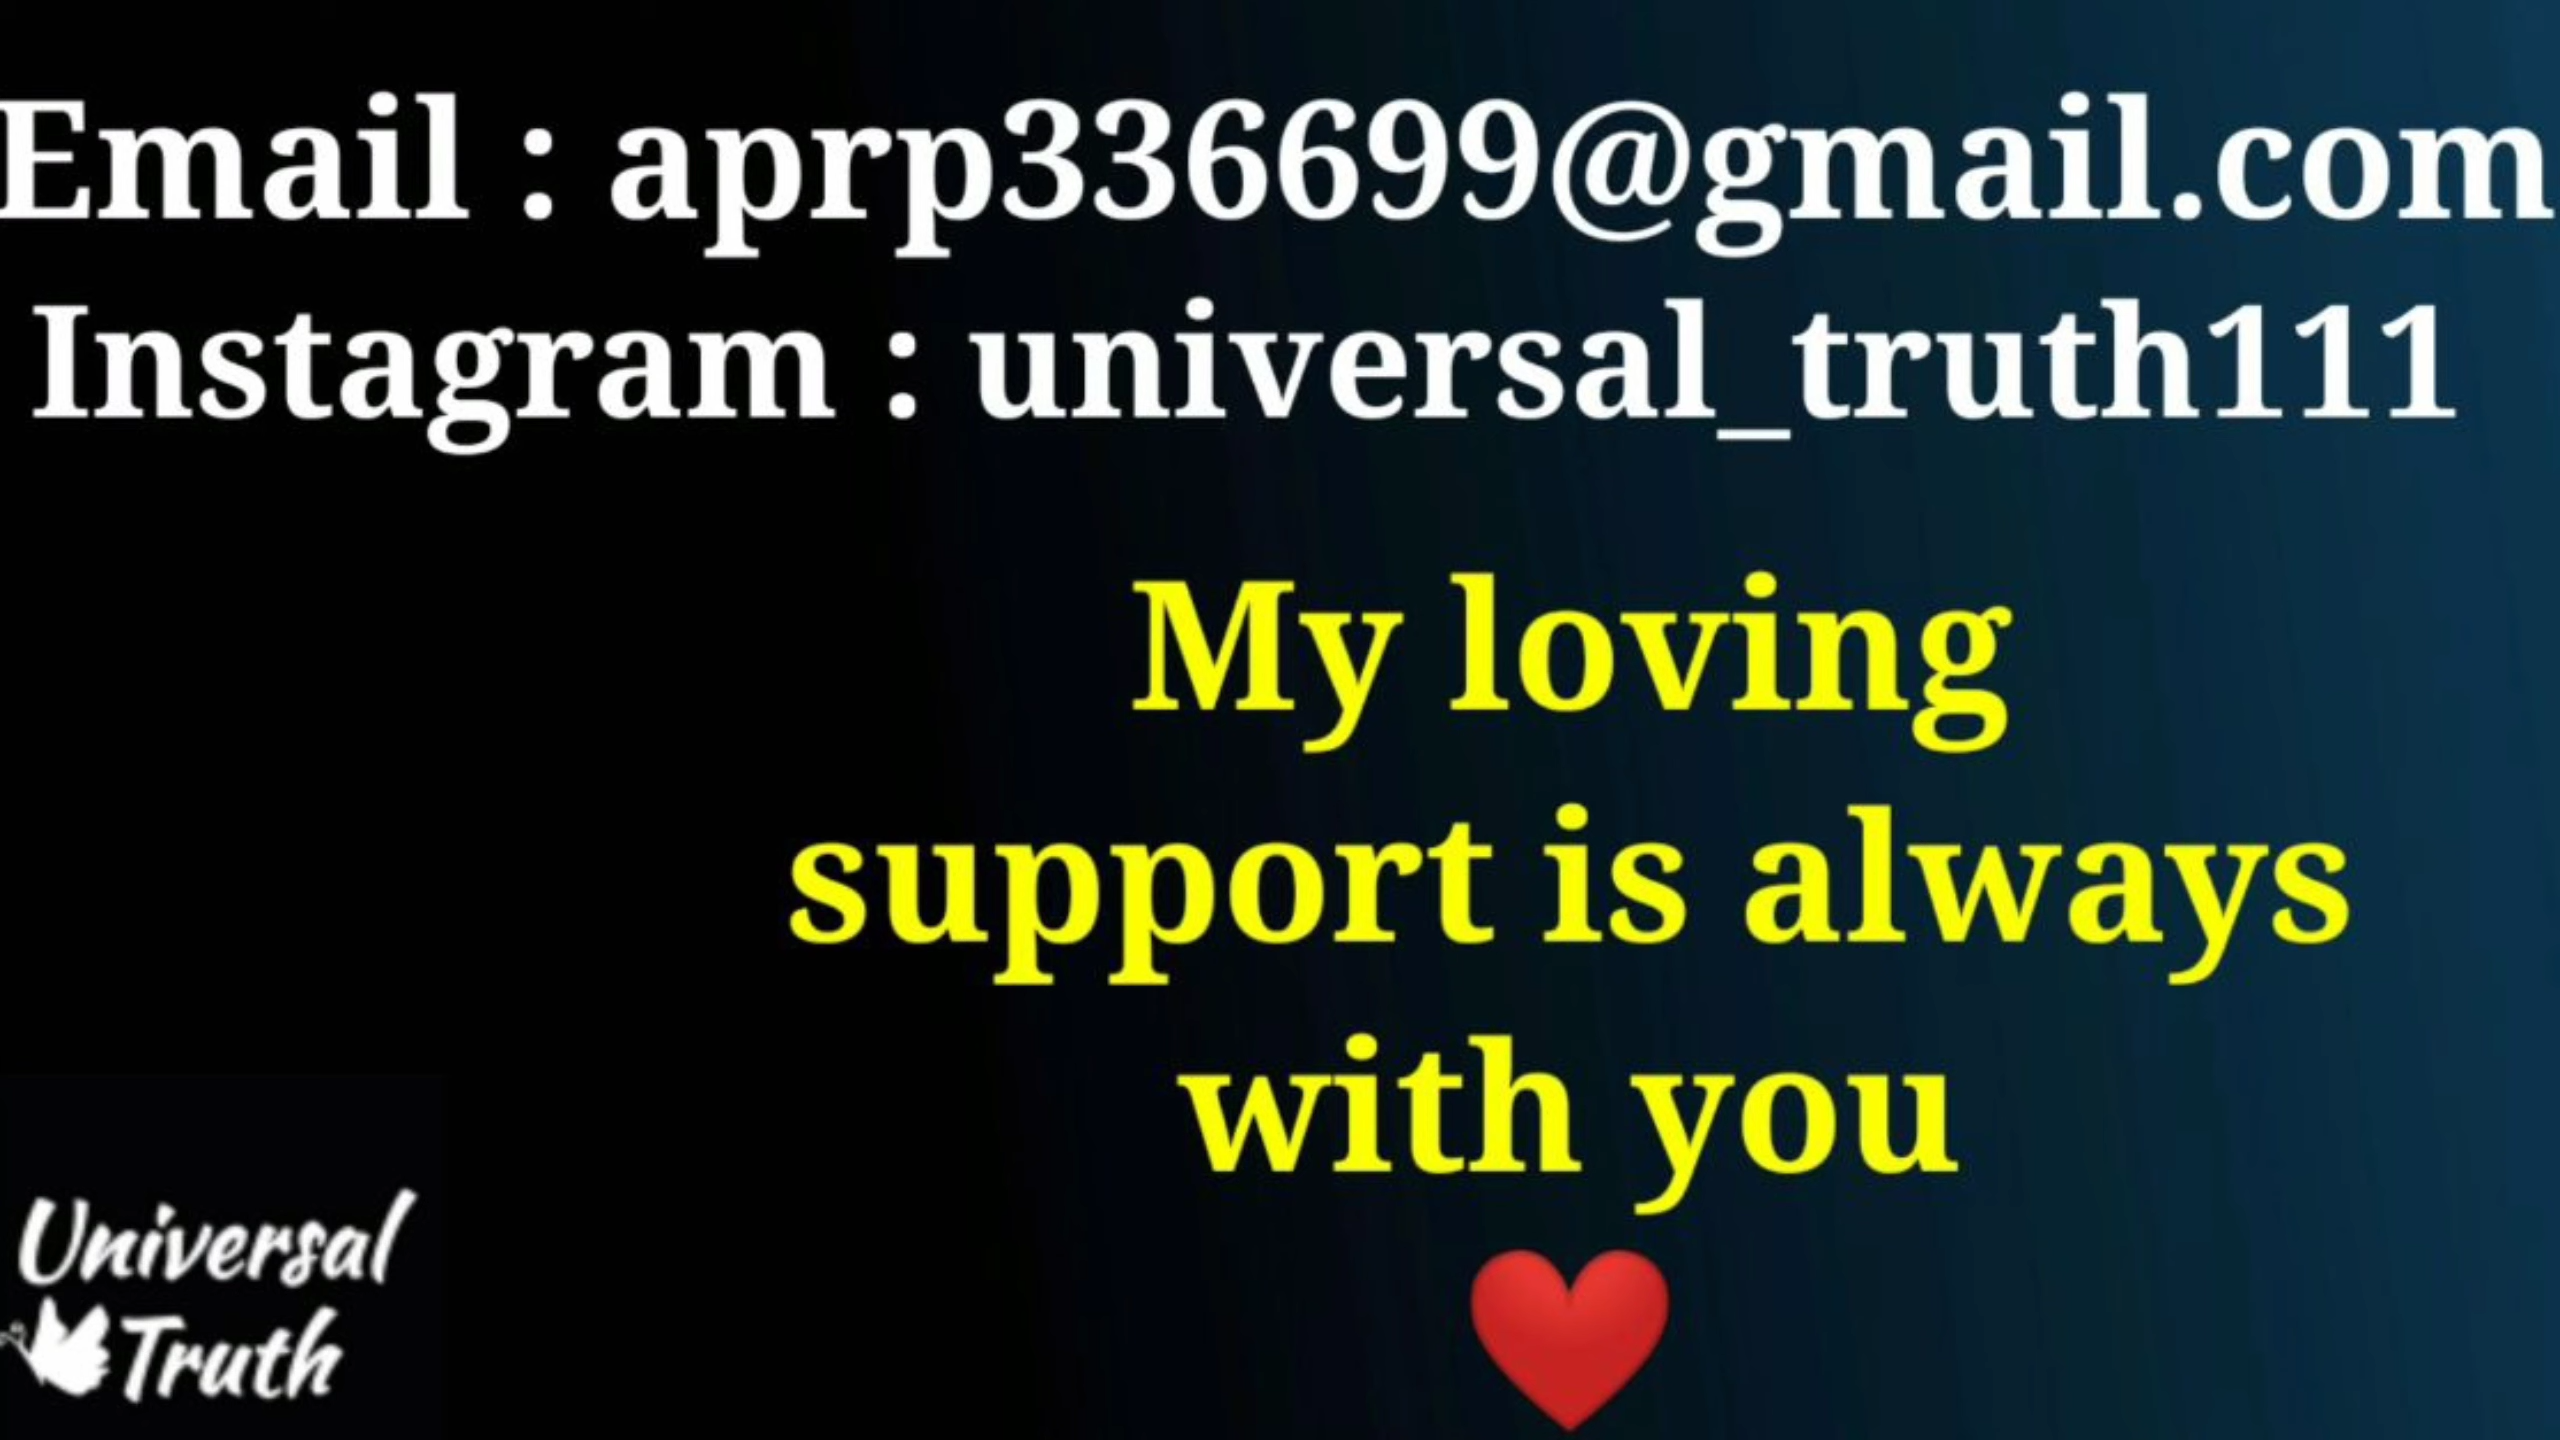 Email : aprp336699@gmail.com
Instagram : universal_truth111
My loving
support is always
with you
Universal
Truth